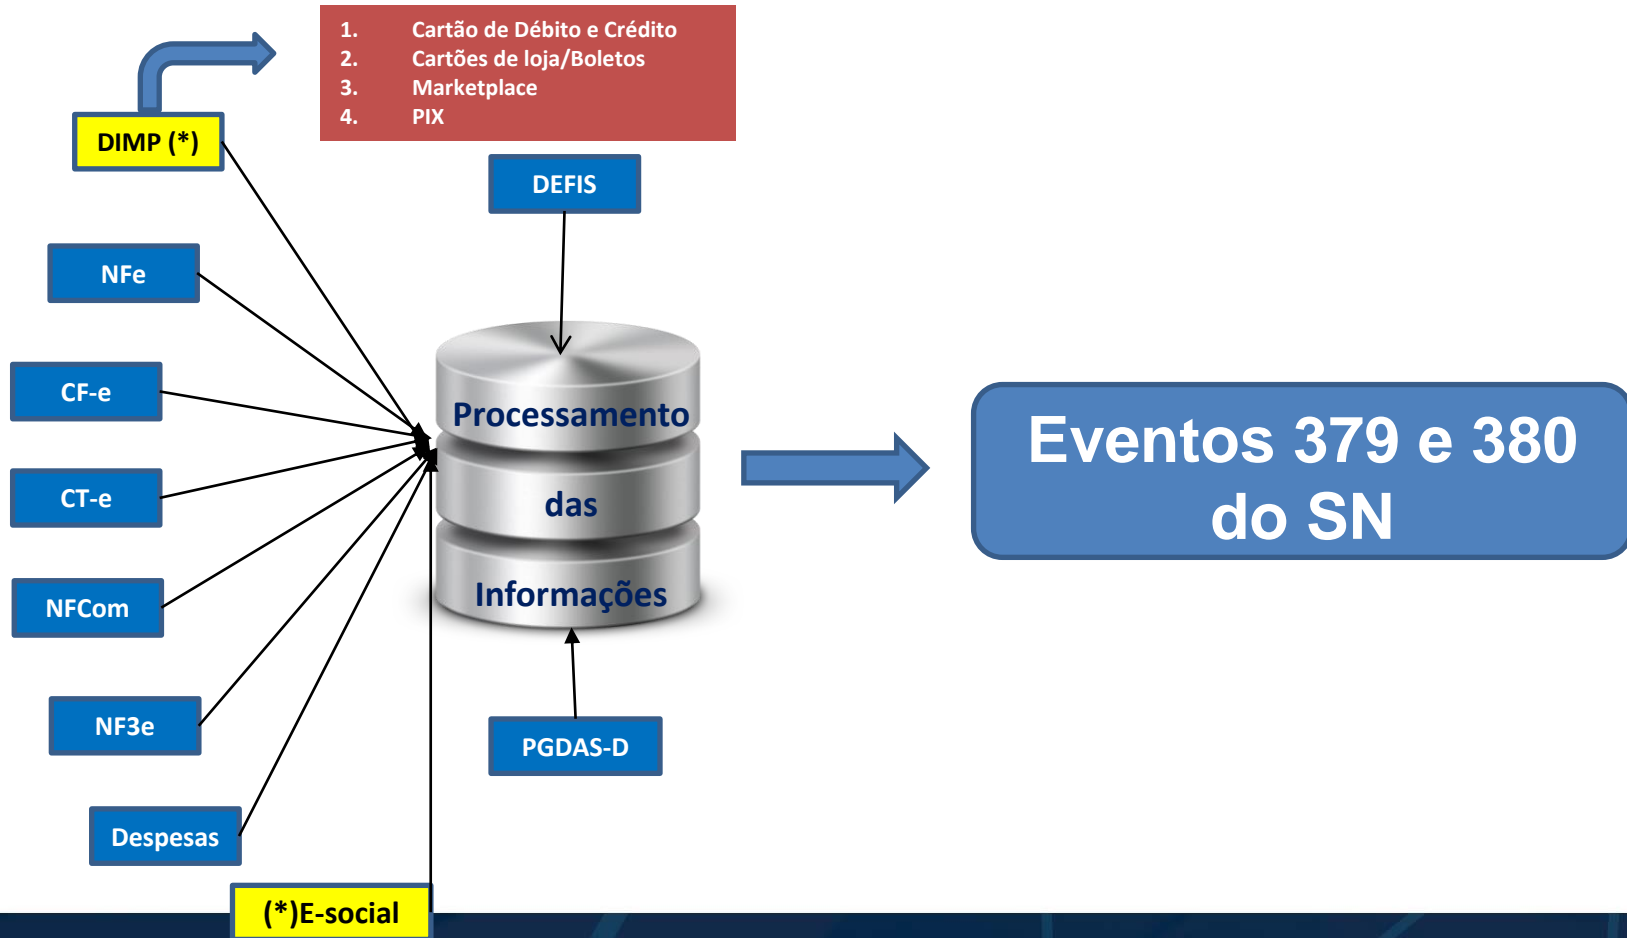 1. Cartão de Débito e Crédito
2. Cartões de loja/Boletos
3. Marketplace
4. PIX
DIMP (*)
DEFIS
NFe
CF-e
CT-e
NFCom
NF3e
Despesas
(*)E-social
Processamento
das
Informações
PGDAS-D
Eventos 379 e 380
do SN